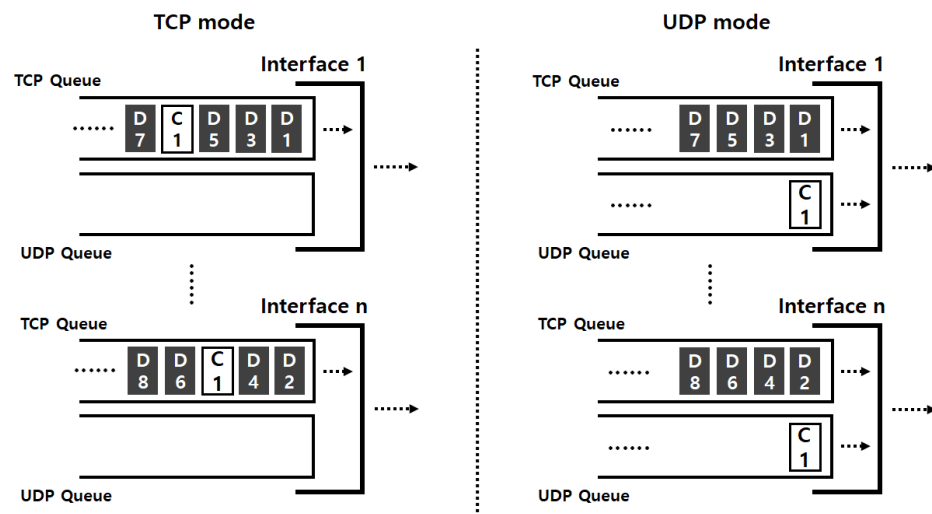 TCP mode
UDP mode
Interface 1
TCP Queue
D 7
C 1
D 5
D 3
D 1
UDP Queue
Interface n
TCP Queue
D 8
D 6
C 1
D 4
D 2
UDP Queue
Interface 1
TCP Queue
D 7
D 5
D 3
D 1
C 1
UDP Queue
Interface n
TCP Queue
D 8
D 6
D 4
D 2
C 1
UDP Queue